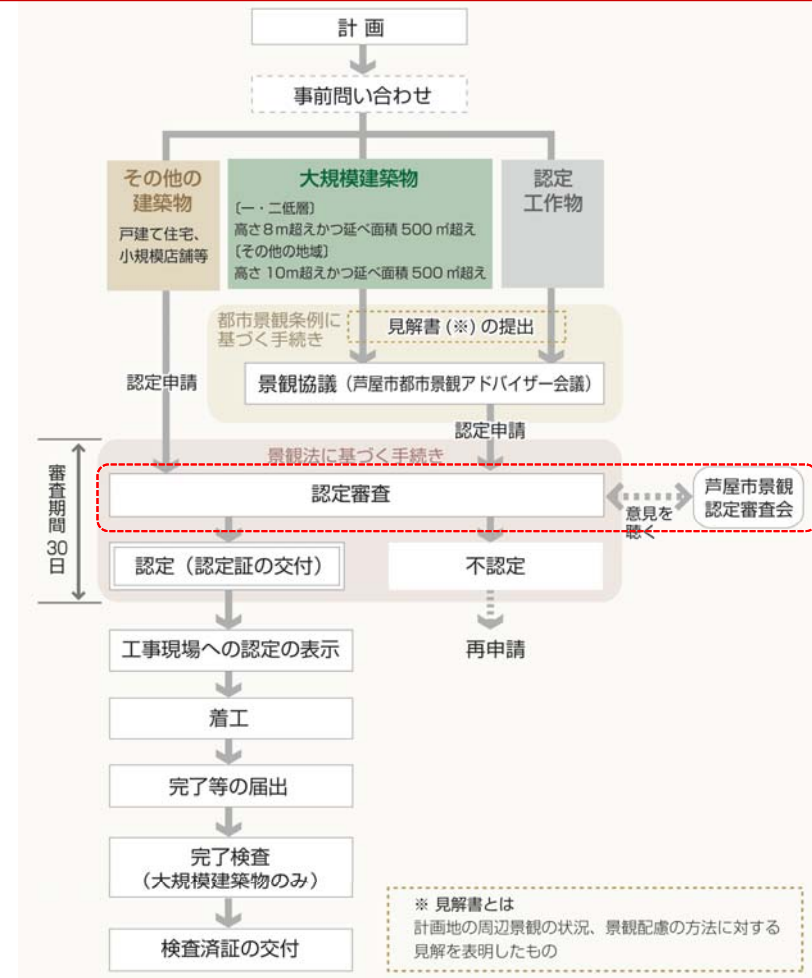 計 画
事前問い合わせ
その他の
建築物
戸建て住宅、
小規模店舗等
大規模建築物
〔一・二低層〕
高さ8m超えかつ延べ面積500㎡超え
〔その他の地域〕
高さ10m超えかつ延べ面積500㎡超え
認定
工作物
都市景観条例に
基づく手続き
見解書(※)の提出
認定申請
景観協議(芦屋市都市景観アドバイザー会議)
認定申請
景観法に基づく手続き
審査期間30日
認定審査
意見を
聴く
芦屋市景観
認定審査会
認定(認定証の交付)
不認定
工事現場への認定の表示
再申請
着工
完了等の届出
完了検査
(大規模建築物のみ)
検査済証の交付
※ 見解書とは
計画地の周辺景観の状況、景観配慮の方法に対する
見解を表明したもの